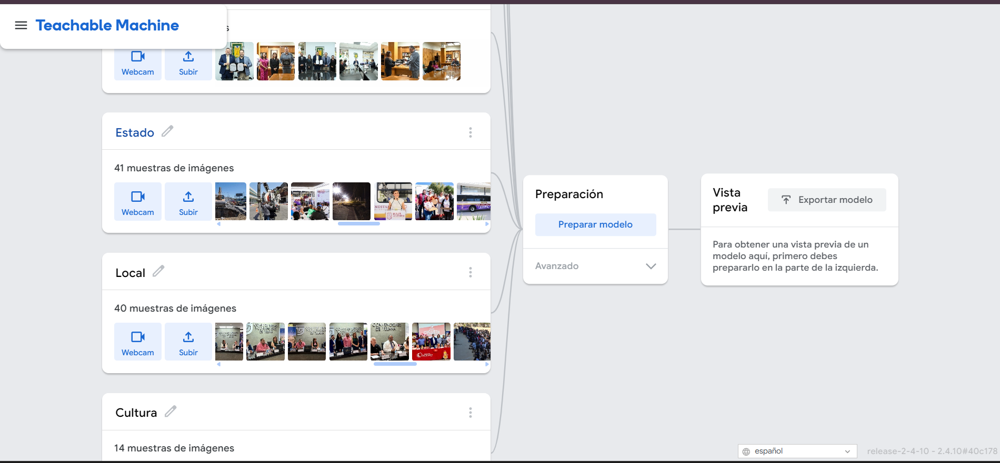 Teachable Machine
s
Webcam
Subir
Estado
41 muestras de imágenes
Webcam
Subir
Local
40 muestras de imágenes
Webcam
Subir
Cultura
14 muestras de imágenes
Preparación
Preparar modelo
Avanzado
Vista
previa
Exportar modelo
Para obtener una vista previa de un
modelo aquí, primero debes
prepararlo en la parte de la izquierda.
español
release-2-4-10 - 2.4.10#40c178